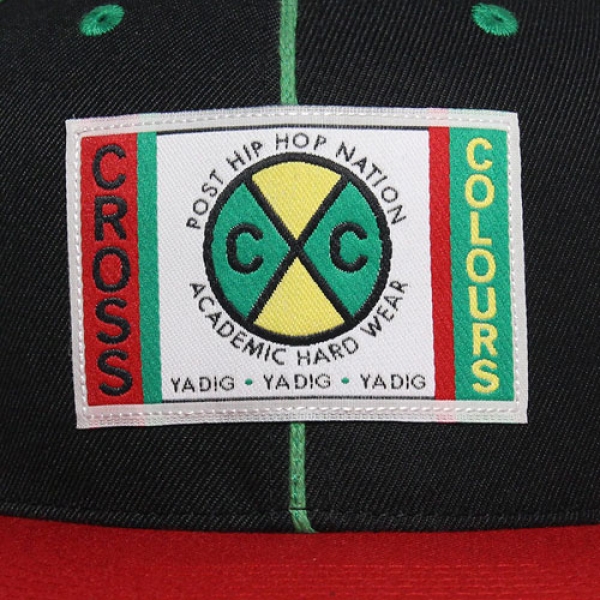 CROSS
POST HIP HOP NATION
C C
ACADEMIC HARD WEAR
YADIG • YADIG • YADIG
COLOURS